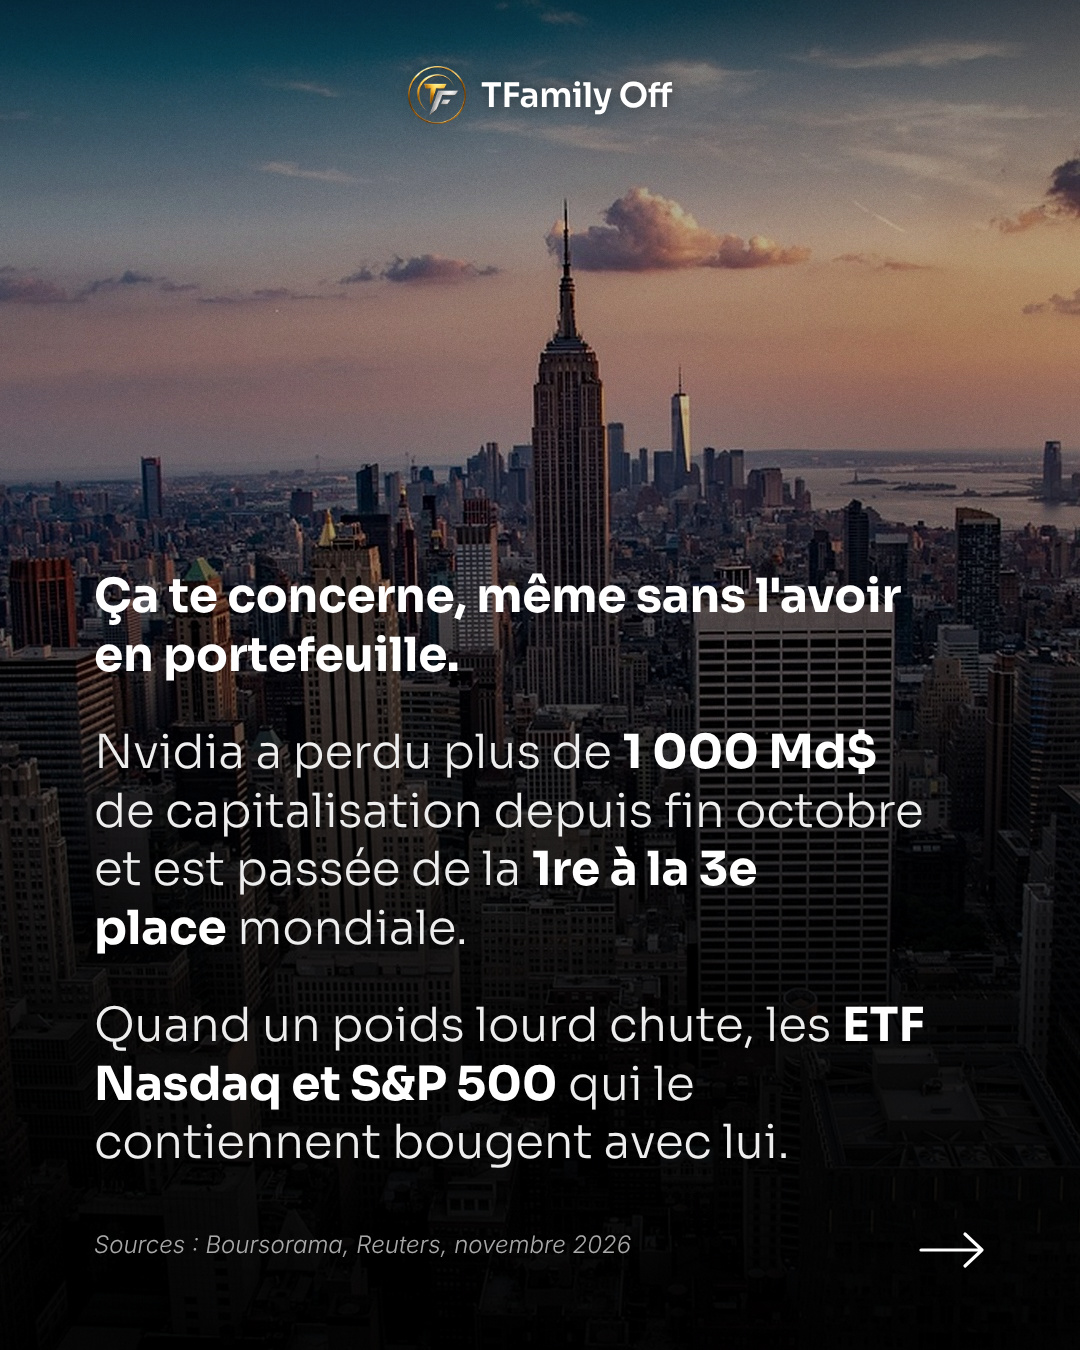 TFamily Off
Ça te concerne, même sans l'avoir
en portefeuille.
Nvidia a perdu plus de 1 000 Md$
de capitalisation depuis fin octobre
et est passée de la 1re à la 3e
place mondiale.
Quand un poids lourd chute, les ETF
Nasdaq et S&P 500 qui le
contiennent bougent avec lui.
Sources : Boursorama, Reuters, novembre 2026